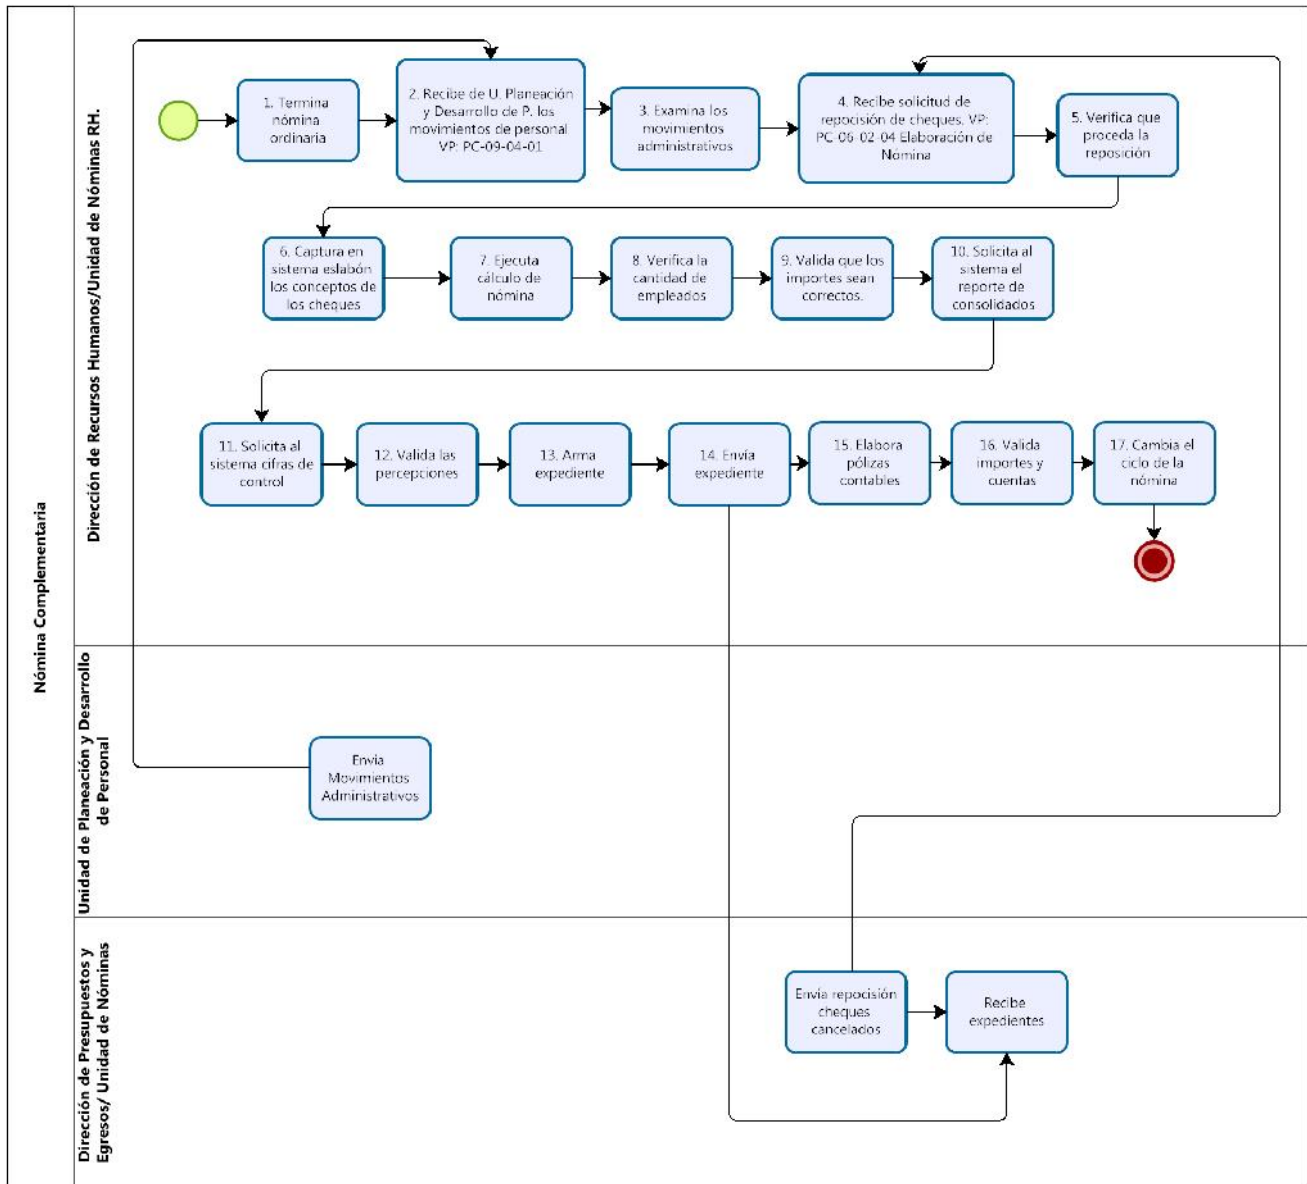 Nómina Complementaria
Dirección de Recursos Humanos/Unidad de Nóminas RH.
1. Termina
nómina
ordinaria
2. Recibe de U. Planeación
y Desarrollo de P. los
movimientos de personal
VP: PC-09-04-01
3. Examina los
movimientos
administrativos
4. Recibe solicitud de
repocisión de cheques. VP:
PC-06-02-04 Elaboración de
Nómina
5. Verifica que
proceda la
reposición
6. Captura en
sistema eslabón
los conceptos de
los cheques
7. Ejecuta
cálculo de
nómina
8. Verifica la
cantidad de
empleados
9. Valida que los
importes sean
correctos.
10. Solicita al
sistema el
reporte de
consolidados
11. Solicita al
sistema cifras de
control
12. Valida las
percepciones
13. Arma
expediente
14. Envía
expediente
15. Elabora
pólizas
contables
16. Valida
importes y
cuentas
17. Cambia el
ciclo de la
nómina
Unidad de Planeación y Desarrollo
de Personal
Envía
Movimientos
Administrativos
Dirección de Presupuestos y
Egresos/ Unidad de Nóminas
Envía repocisión
cheques
cancelados
Recibe
expedientes